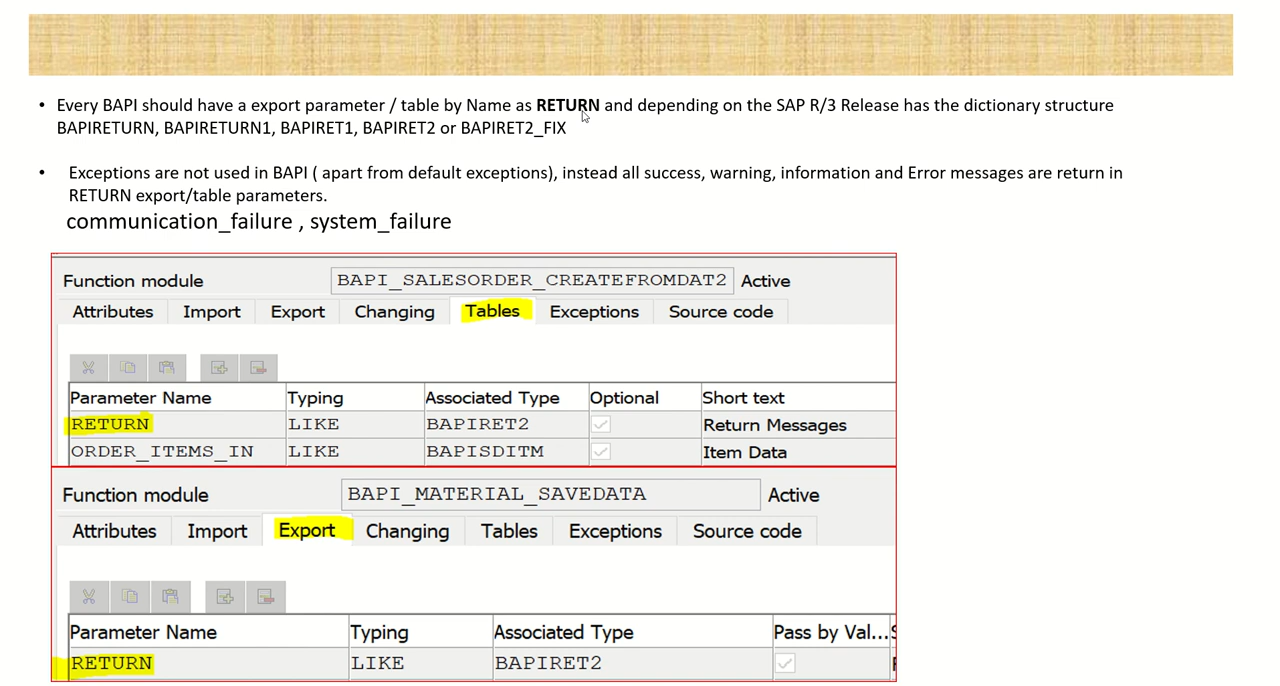 • Every BAPI should have a export parameter / table by Name as RETURN and depending on the SAP R/3 Release has the dictionary structure
BAPIRETURN, BAPIRETURN1, BAPIRET1, BAPIRET2 or BAPIRET2_FIX
• Exceptions are not used in BAPI ( apart from default exceptions), instead all success, warning, information and Error messages are return in
RETURN export/table parameters.
communication_failure , system_failure
Function module BAPI_SALESORDER_CREATEFROMDAT2 Active
Attributes Import Export Changing Tables Exceptions Source code
Parameter Name Typing Associated Type Optional Short text
RETURN LIKE BAPIRET2 Return Messages
ORDER_ITEMS_IN LIKE BAPISDITM Item Data
Function module BAPI_MATERIAL_SAVEDATA Active
Attributes Import Export Changing Tables Exceptions Source code
Parameter Name Typing Associated Type Pass by Val...
RETURN LIKE BAPIRET2